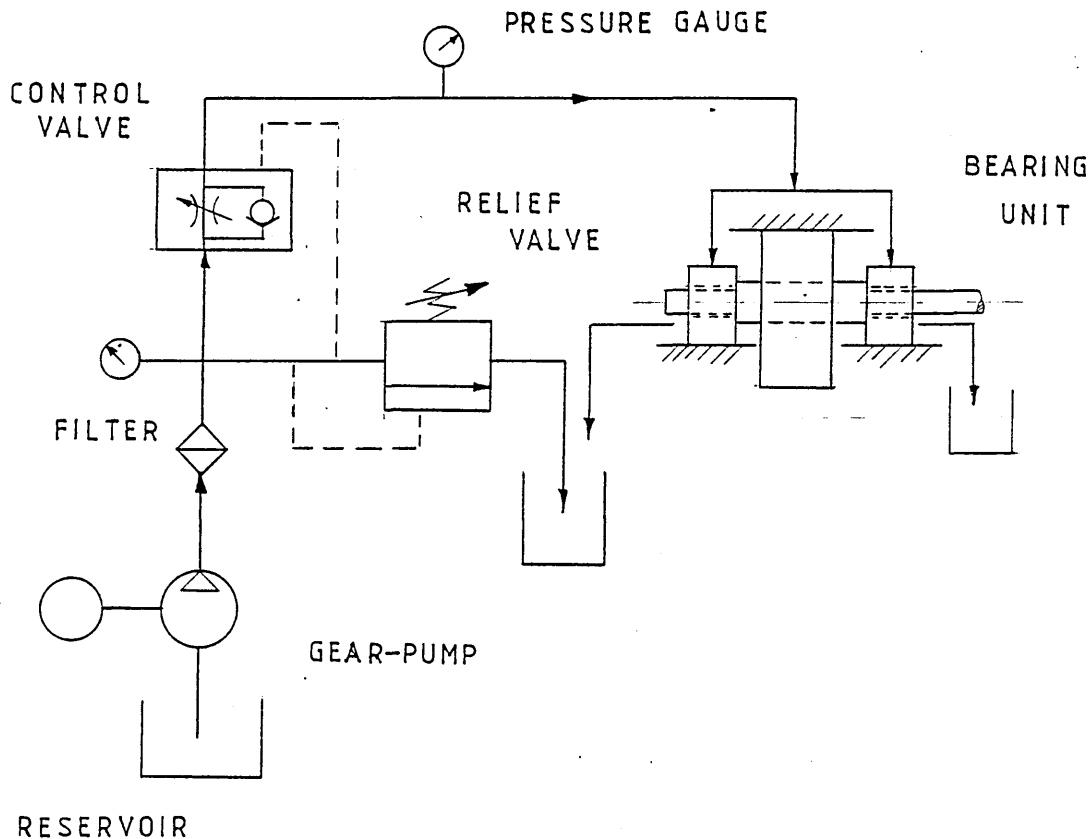 PRESSURE GAUGE
CONTROL
VALVE
BEARING
UNIT
RELIEF
VALVE
FILTER
GEAR-PUMP
RESERVOIR